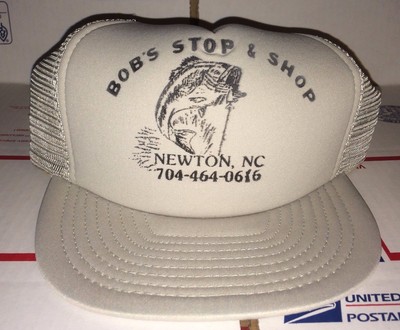 BOB'S STOP & SHOP
NEWTON, NC
704-464-0616
UNITED
POSTAL